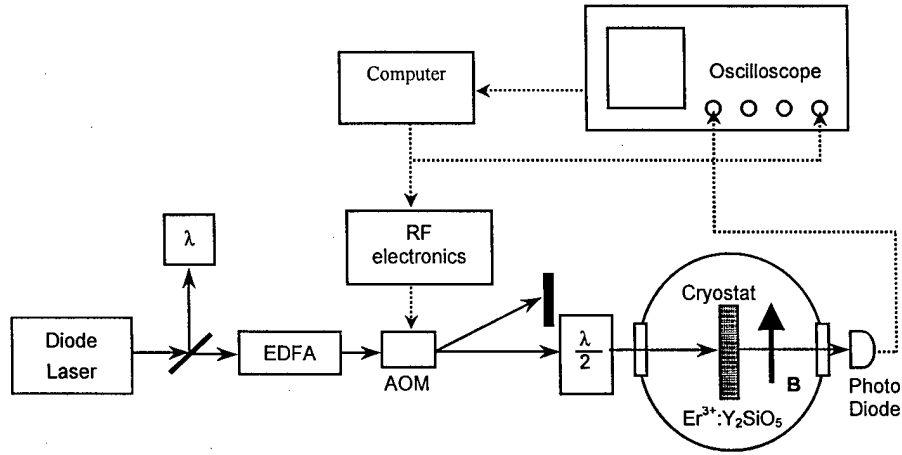 Computer
Oscilloscope
λ
RF
electronics
Cryostat
Diode
Laser
EDFA
AOM
λ
2
B
Er³⁺:Y₂SiO₅
Photo
Diode